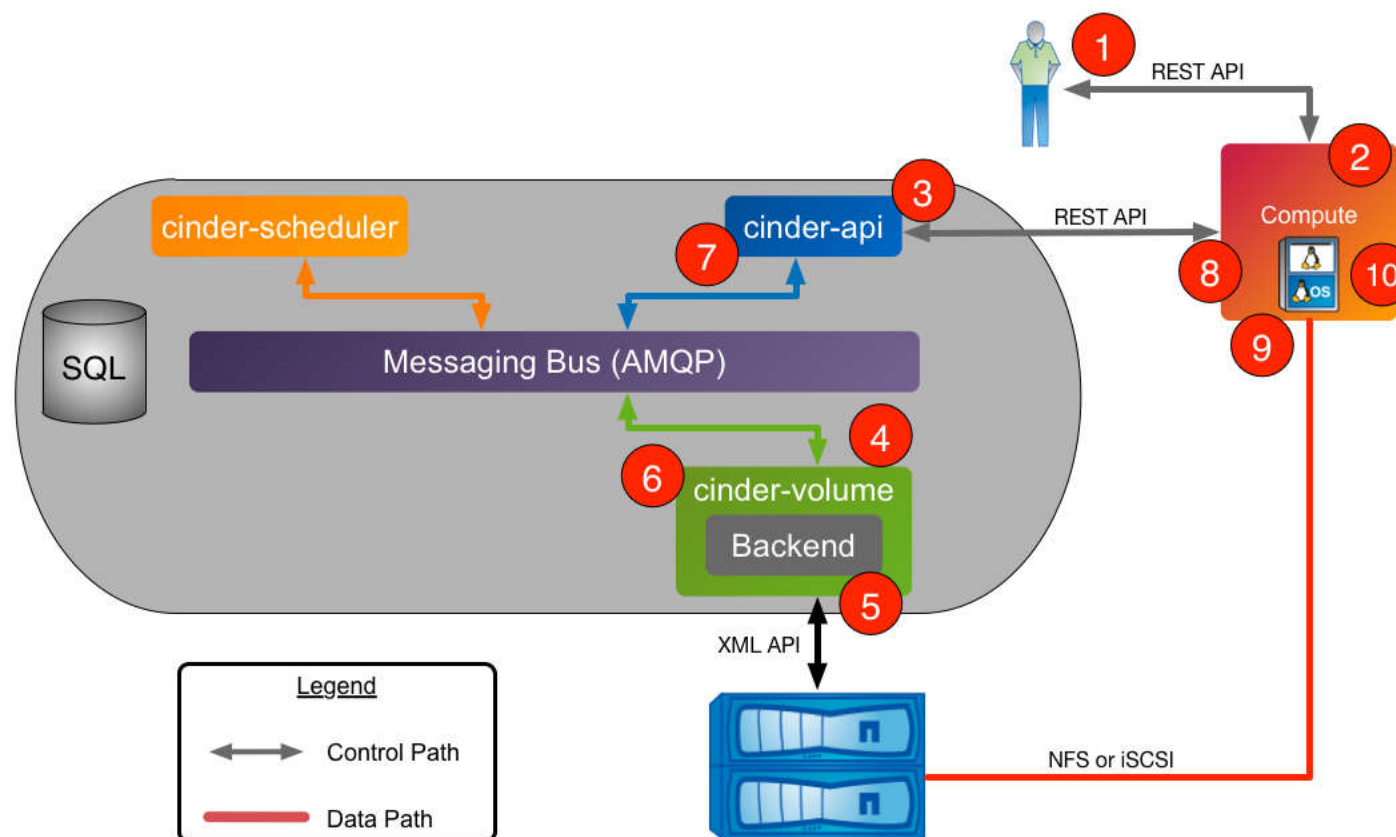 1
REST API
2
cinder-scheduler
cinder-api
3
REST API
Compute
7
8
10
OS
9
SQL
Messaging Bus (AMQP)
4
6
cinder-volume
Backend
5
XML API
Legend
Control Path
NFS or iSCSI
Data Path